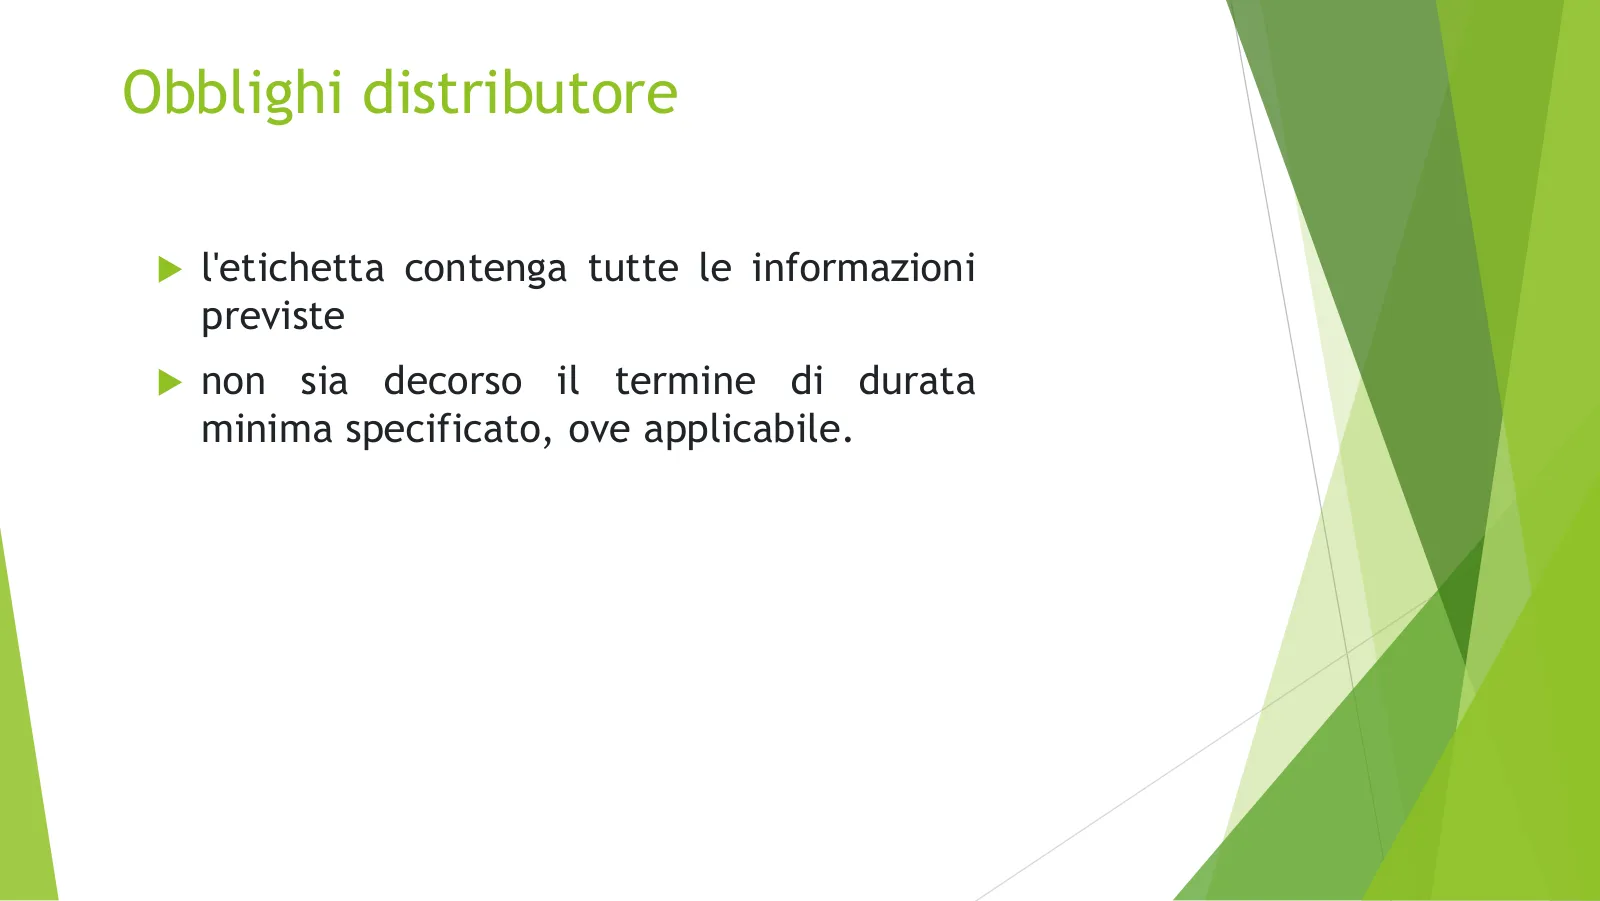 Obblighi distributore
l'etichetta contenga tutte le informazioni
previste
non sia decorso il termine di durata
minima specificato, ove applicabile.